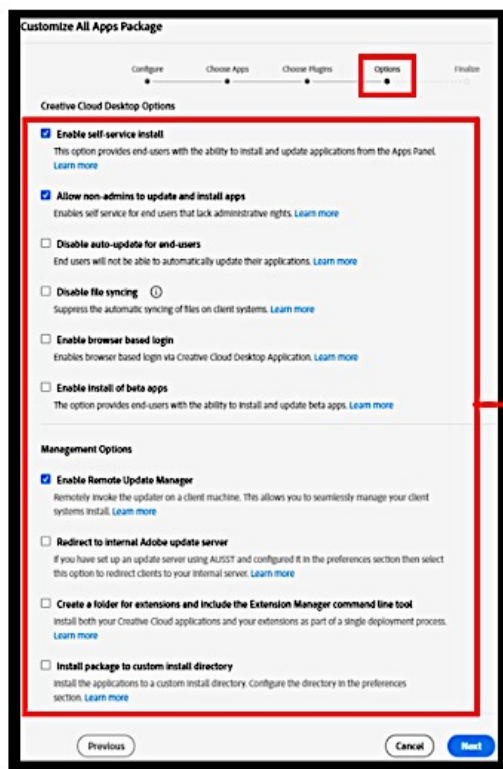 Customize All Apps Package
Configure
Choose Apps
Choose Plugins
Options
Finalize
Creative Cloud Desktop Options
Enable self-service install
This option provides end-users with the ability to install and update applications from the Apps Panel.
Learn more
Allow non-admins to update and install apps
Enables self service for end users that lack administrative rights. Learn more
Disable auto-update for end-users
End users will not be able to automatically update their applications. Learn more
Disable file syncing
Suppress the automatic syncing of files on client systems. Learn more
Enable browser based login
Enables browser based login via Creative Cloud Desktop Application. Learn more
Enable install of beta apps
The option provides end-users with the ability to install and update beta apps. Learn more
Management Options
Enable Remote Update Manager
Remotely invoke the updater on a client machine. This allows you to seamlessly manage your client
systems install. Learn more
Redirect to internal Adobe update server
If you have set up an update server using AUSST and configured it in the preferences section then select
this option to redirect clients to your internal server. Learn more
Create a folder for extensions and include the Extension Manager command line tool
Install both your Creative Cloud applications and your extensions as part of a single deployment process.
Learn more
Install package to custom install directory
Install the applications to a custom install directory. Configure the directory in the preferences
section. Learn more
Previous
Cancel
Next